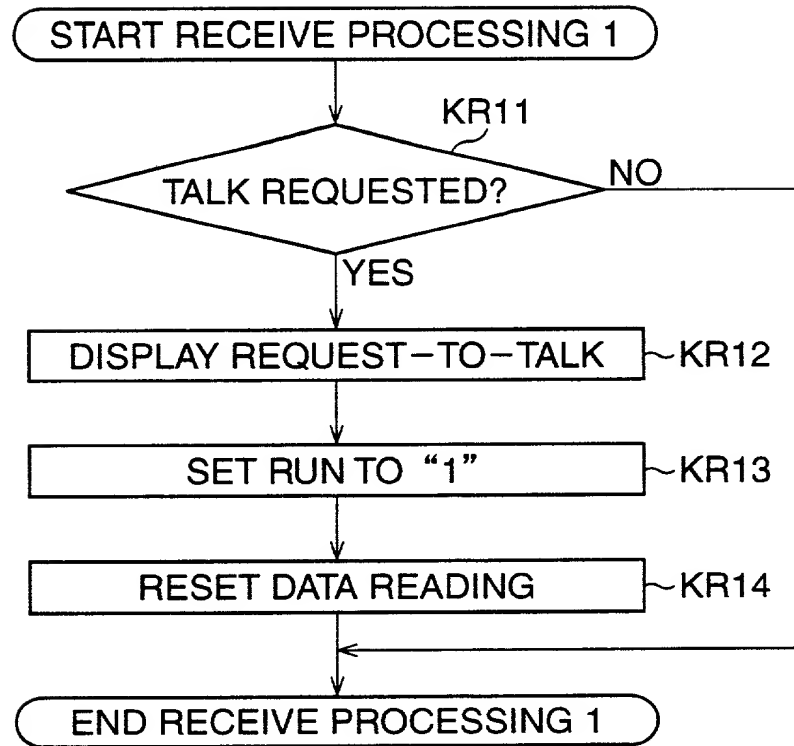 START RECEIVE PROCESSING 1
KR11
TALK REQUESTED?
NO
YES
DISPLAY REQUEST-TO-TALK
KR12
SET RUN TO "1"
KR13
RESET DATA READING
KR14
END RECEIVE PROCESSING 1